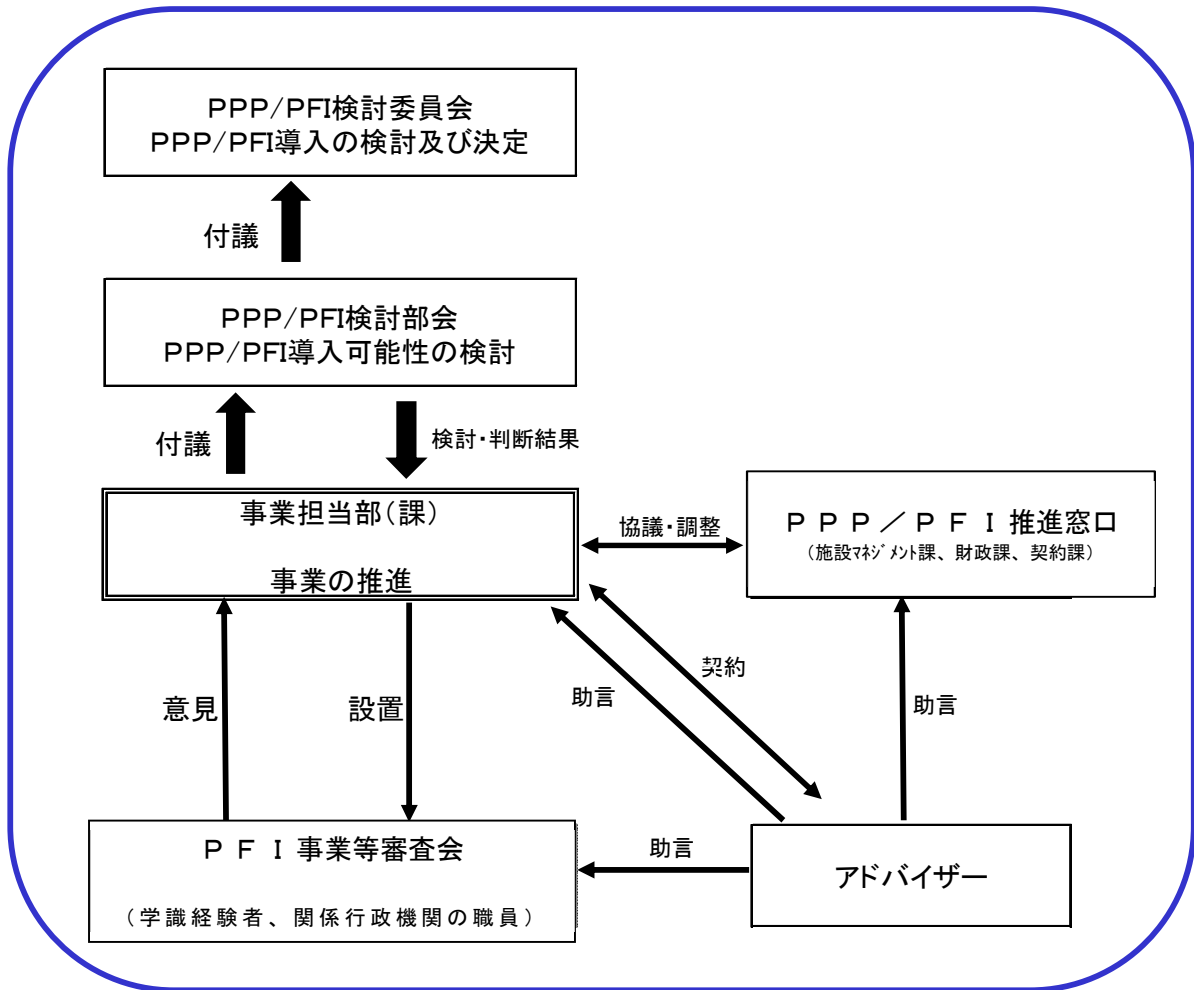 PPP/PFI検討委員会
PPP/PFI導入の検討及び決定
付議
PPP/PFI検討部会
PPP/PFI導入可能性の検討
付議
検討・判断結果
事業担当部(課)
事業の推進
協議・調整
PPP/PFI推進窓口
(施設マネジメント課、財政課、契約課)
意見
設置
助言
契約
助言
PFI事業等審査会
(学識経験者、関係行政機関の職員)
助言
アドバイザー